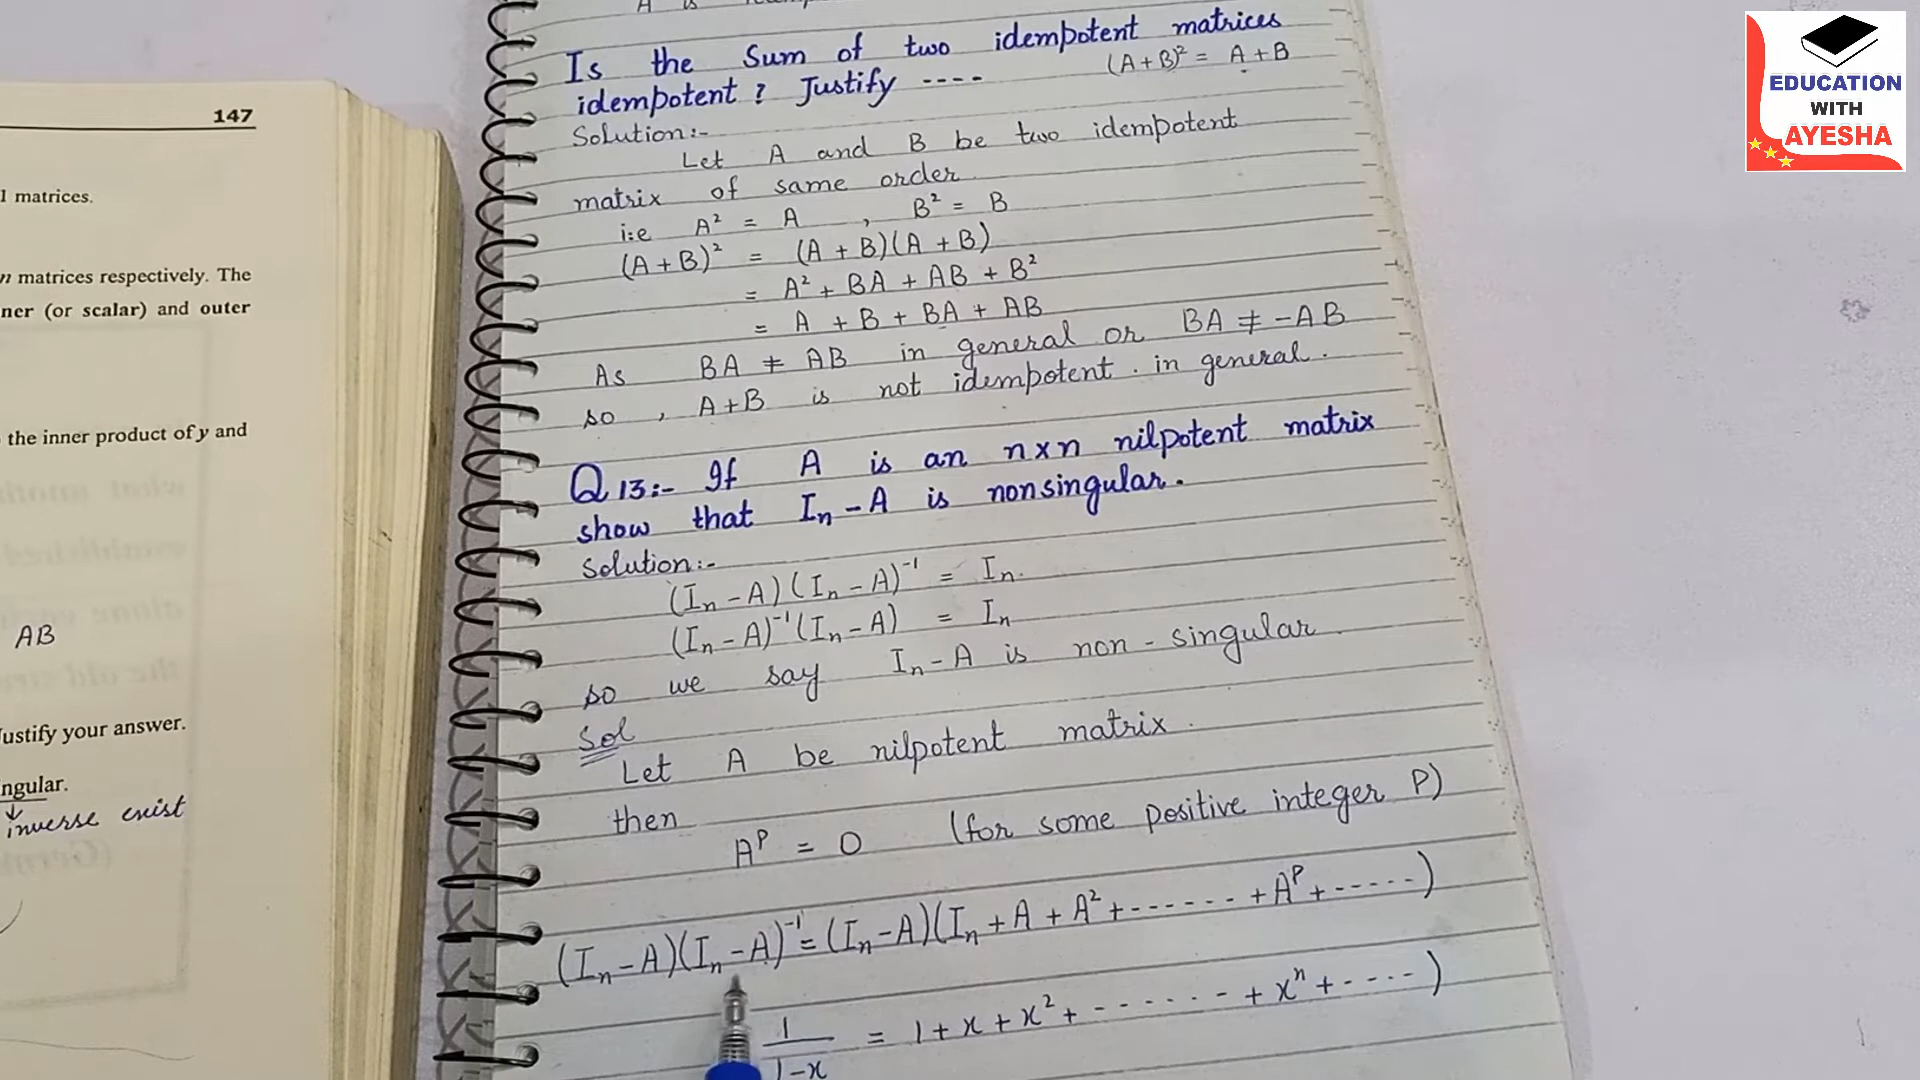 147
l matrices.
n matrices respectively. The
ner (or scalar) and outer
the inner product of y and
AB
Justify your answer.
ngular.
inverse exist
A is
Is the Sum of two idempotent matrices
idempotent? Justify ---- (A+B)² = A+B
Solution:-
Let A and B be two idempotent
matrix of same order
i:e A² = A , B² = B
(A+B)² = (A+B)(A+B)
= A² + BA + AB + B²
= A + B + BA + AB
As BA ≠ AB in general or BA ≠ -AB
so, A+B is not idempotent. in general.
Q13:- If A is an n×n nilpotent matrix
show that Iₙ-A is nonsingular.
Solution:-
(Iₙ-A)(Iₙ-A)⁻¹ = Iₙ.
(Iₙ-A)⁻¹(Iₙ-A) = Iₙ
so we say Iₙ-A is non-singular
Sol
Let A be nilpotent matrix.
then
Aᴾ = 0 (for some positive integer P)
(Iₙ-A)(Iₙ-A)⁻¹=(Iₙ-A)(Iₙ+A+A²+------+Aᴾ+-----)
1/1-x = 1+x+x²+------+xⁿ+----)
EDUCATION
WITH
AYESHA